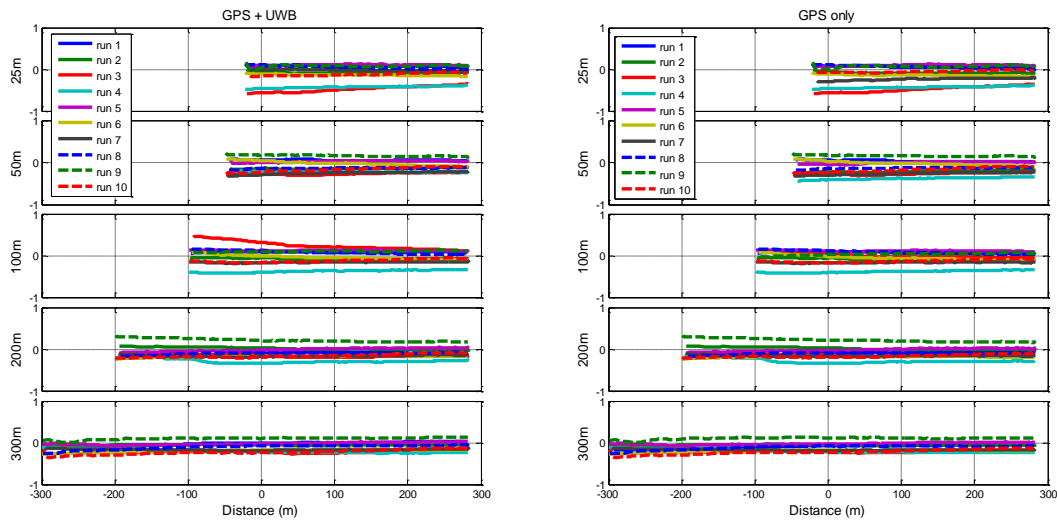 GPS + UWB
1
0
-1
25m
run 1
run 2
run 3
run 4
run 5
run 6
run 7
run 8
run 9
run 10
1
0
-1
50m
1
0
-1
100m
1
0
-1
200m
1
0
-1
300m
-300 -200 -100 0 100 200 300
Distance (m)
GPS only
1
0
-1
25m
run 1
run 2
run 3
run 4
run 5
run 6
run 7
run 8
run 9
run 10
1
0
-1
50m
1
0
-1
100m
1
0
-1
200m
1
0
-1
300m
-300 -200 -100 0 100 200 300
Distance (m)